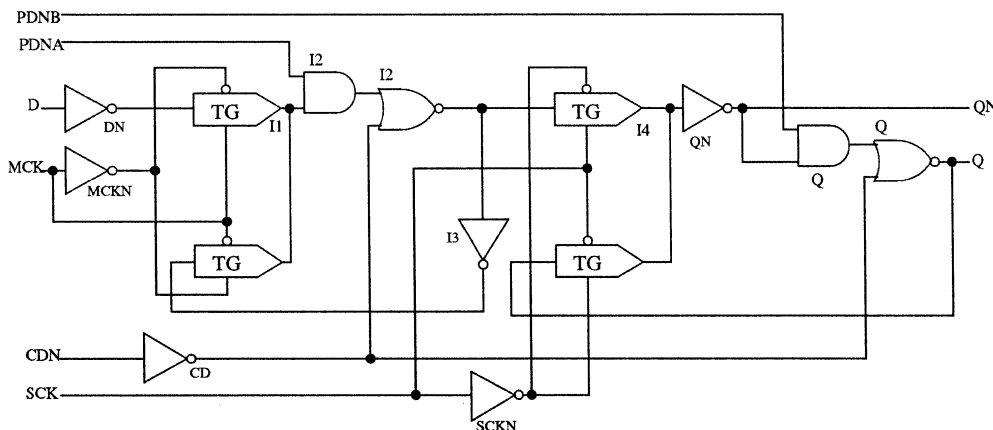 PDNB
PDNA
I2
I2
D
DN
TG
I1
TG
I4
QN
QN
Q
Q
Q
MCK
MCKN
TG
I3
TG
CDN
CD
SCK
SCKN